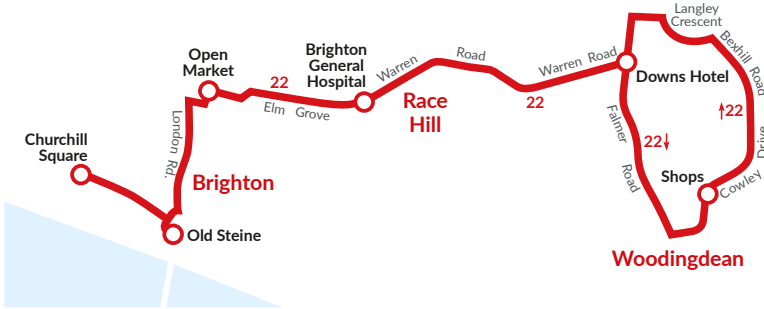 Churchill
Square
Old Steine
Brighton
London Rd.
Open
Market
22
Elm Grove
Brighton
General
Hospital
Race
Hill
Warren
Road
22
Warren Road
Downs Hotel
Langley
Crescent
Bexhill Road
22
22
Falmer
Road
Shops
Cowley
Drive
Woodingdean